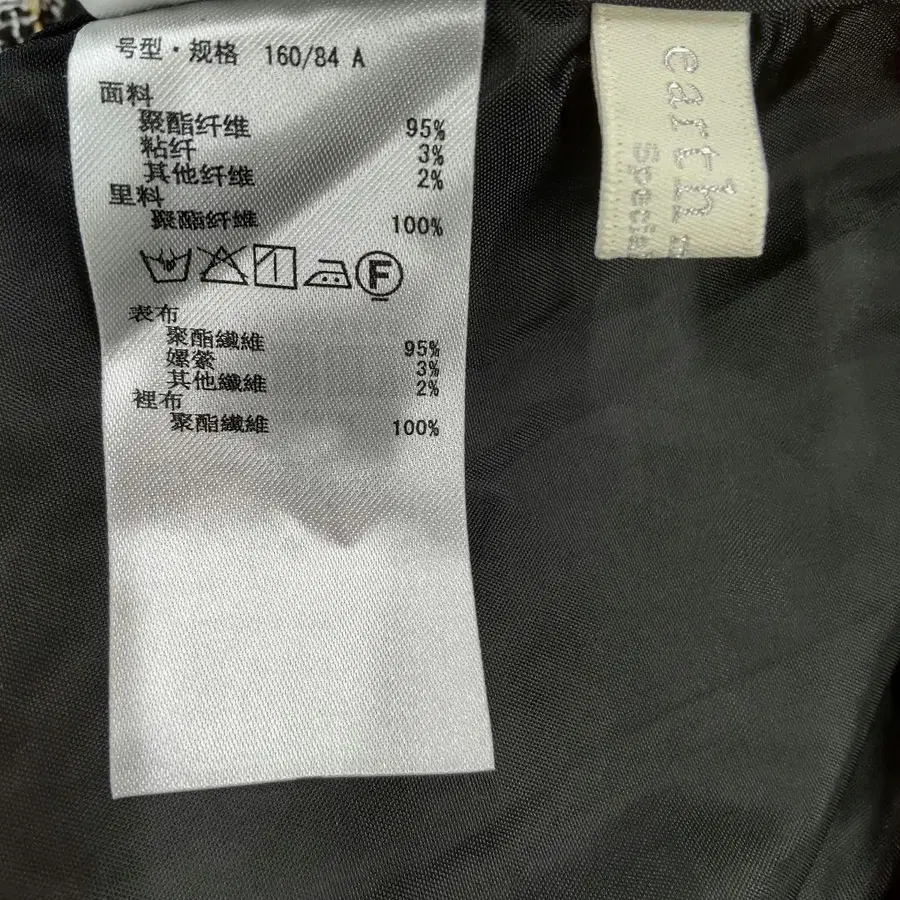 号型·规格 160/84 A
面料
聚酯纤维 95%
粘纤 3%
其他纤维 2%
里料
聚酯纤维 100%
F
表布
聚酯纖維 95%
嫘縈 3%
其他纖維 2%
裡布
聚酯纖維 100%
earth
Special